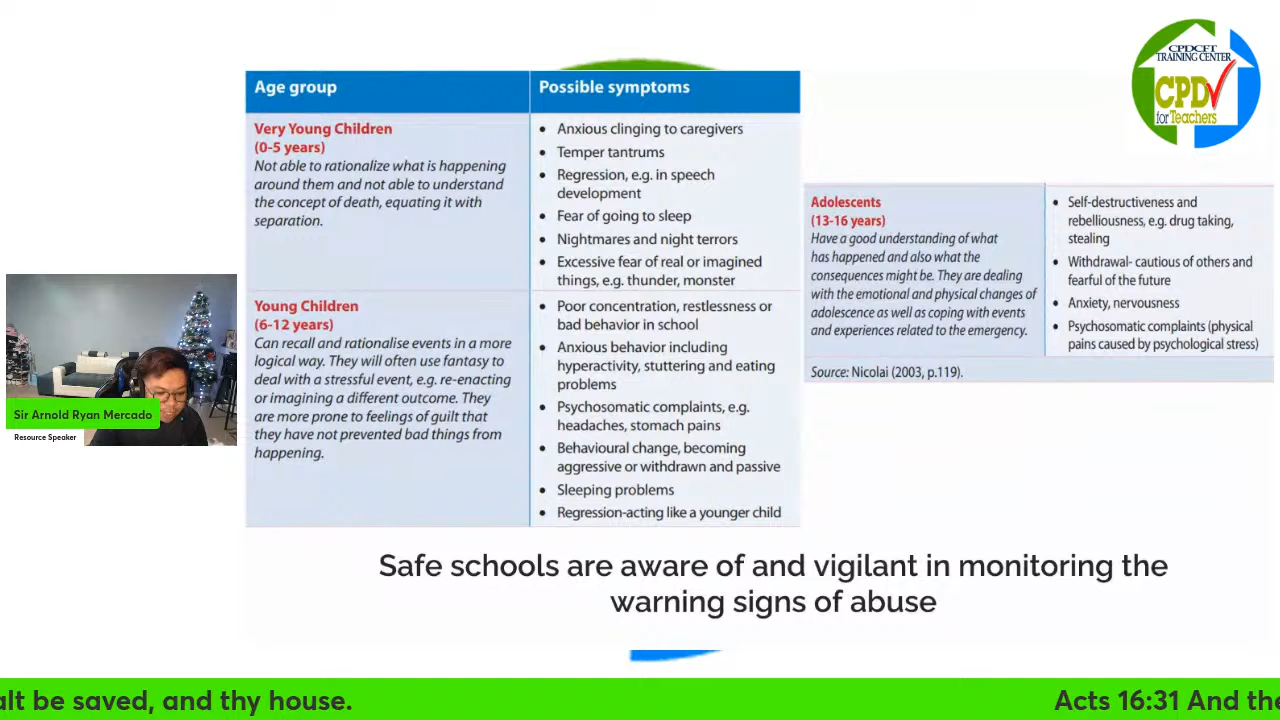 CPDCFT
TRAINING CENTER
CPD
for Teachers
Age group
Possible symptoms
Very Young Children
(0-5 years)
Not able to rationalize what is happening
around them and not able to understand
the concept of death, equating it with
separation.
• Anxious clinging to caregivers
• Temper tantrums
• Regression, e.g. in speech
development
• Fear of going to sleep
• Nightmares and night terrors
• Excessive fear of real or imagined
things, e.g. thunder, monster
Young Children
(6-12 years)
Can recall and rationalise events in a more
logical way. They will often use fantasy to
deal with a stressful event, e.g. re-enacting
or imagining a different outcome. They
are more prone to feelings of guilt that
they have not prevented bad things from
happening.
• Poor concentration, restlessness or
bad behavior in school
• Anxious behavior including
hyperactivity, stuttering and eating
problems
• Psychosomatic complaints, e.g.
headaches, stomach pains
• Behavioural change, becoming
aggressive or withdrawn and passive
• Sleeping problems
• Regression-acting like a younger child
Adolescents
(13-16 years)
Have a good understanding of what
has happened and also what the
consequences might be. They are dealing
with the emotional and physical changes of
adolescence as well as coping with events
and experiences related to the emergency.
• Self-destructiveness and
rebelliousness, e.g. drug taking,
stealing
• Withdrawal- cautious of others and
fearful of the future
• Anxiety, nervousness
• Psychosomatic complaints (physical
pains caused by psychological stress)
Source: Nicolai (2003, p.119).
Sir Arnold Ryan Mercado
Resource Speaker
Safe schools are aware of and vigilant in monitoring the
warning signs of abuse
alt be saved, and thy house.
Acts 16:31 And the